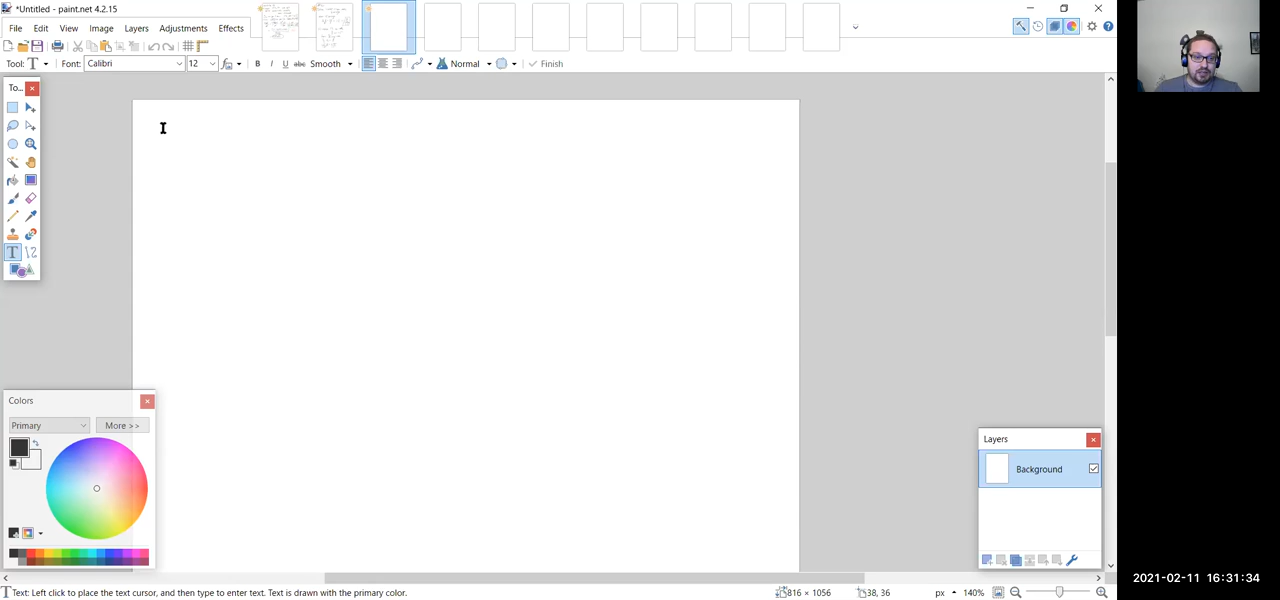 *Untitled - paint.net 4.2.15
File Edit View Image Layers Adjustments Effects
Tool: T Font: Calibri 12 fx B I U abc Smooth Normal Finish
To...
T
Colors
Primary More >>
Layers
Background
Text: Left click to place the text cursor, and then type to enter text. Text is drawn with the primary color.
816 × 1056 38, 36 px 140%
2021-02-11 16:31:34